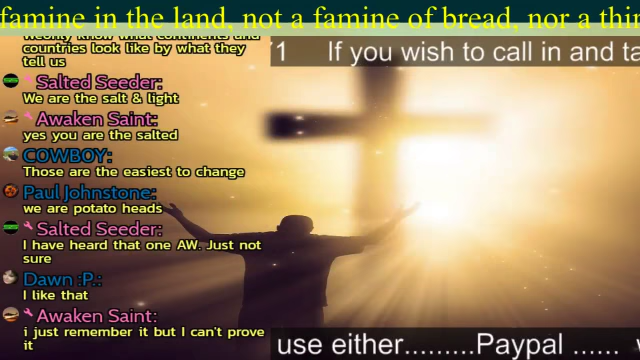 famine in the land, not a famine of bread, nor a
'1 If you wish to call in and
countries look like by what they
tell us
Salted Seeder:
We are the salt & light
Awaken Saint:
yes you are the salted
COWBOY:
Those are the easiest to change
Paul Johnstone:
we are potato heads
Salted Seeder:
I have heard that one AW. Just not
sure
Dawn :P.:
I like that
Awaken Saint:
i just remember it but I can't prove
it
use either.........Paypal ......